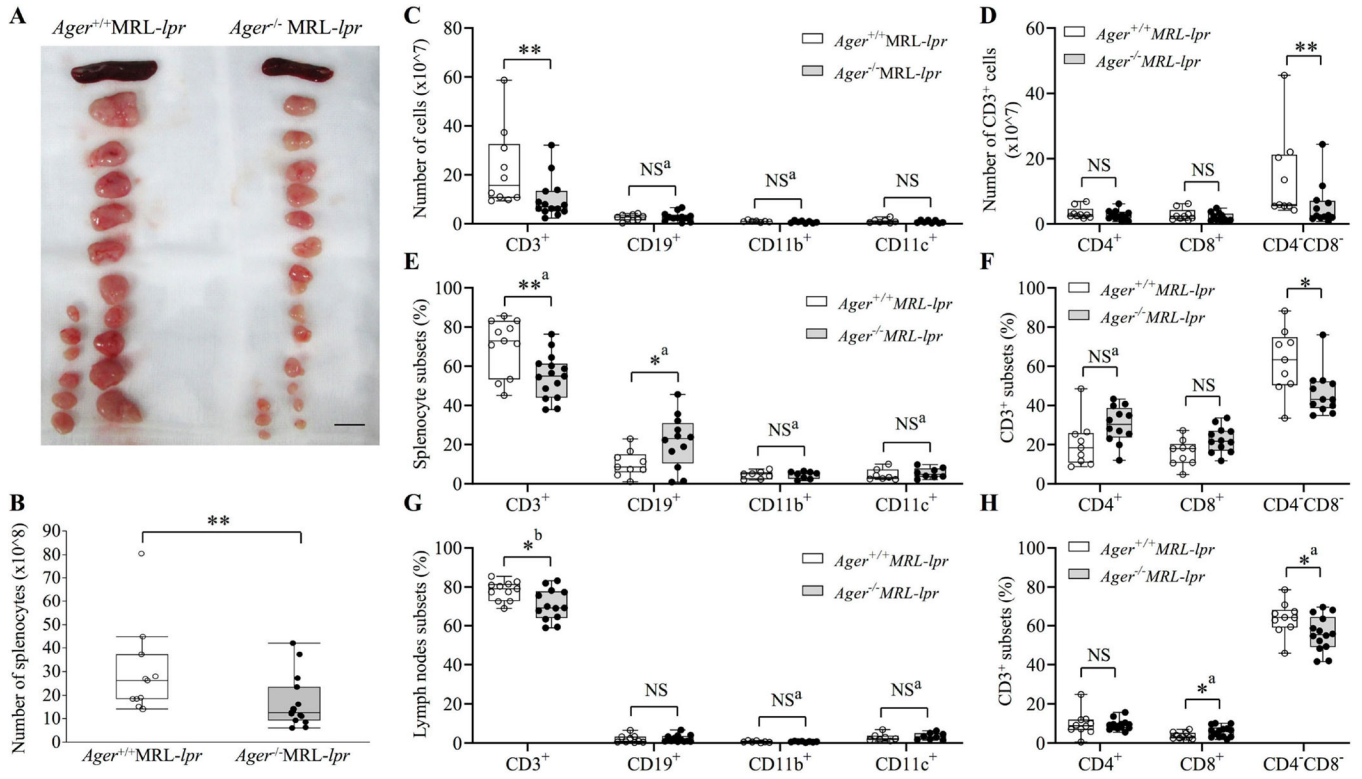 A
Ager+/+MRL-lpr Ager-/- MRL-lpr
B
Number of splenocytes (x10^8)
**
90
80
70
60
50
40
30
20
10
0
Ager+/+MRL-lpr Ager-/-MRL-lpr
C
Number of cells (x10^7)
80
60
40
20
0
Ager+/+MRL-lpr
Ager-/-MRL-lpr
** NSa NSa NS
CD3+ CD19+ CD11b+ CD11c+
D
Number of CD3+ cells
(x10^7)
60
40
20
0
Ager+/+MRL-lpr
Ager-/-MRL-lpr
NS NS **
CD4+ CD8+ CD4-CD8-
E
Splenocyte subsets (%)
100
80
60
40
20
0
Ager+/+MRL-lpr
Ager-/-MRL-lpr
**a *a NSa NSa
CD3+ CD19+ CD11b+ CD11c+
F
CD3+ subsets (%)
100
80
60
40
20
0
Ager+/+MRL-lpr
Ager-/-MRL-lpr
NSa NS *
CD4+ CD8+ CD4-CD8-
G
Lymph nodes subsets (%)
100
80
60
40
20
0
Ager+/+MRL-lpr
Ager-/-MRL-lpr
*b NS NSa NSa
CD3+ CD19+ CD11b+ CD11c+
H
CD3+ subsets (%)
100
80
60
40
20
0
Ager+/+MRL-lpr
Ager-/-MRL-lpr
NS *a *a
CD4+ CD8+ CD4-CD8-